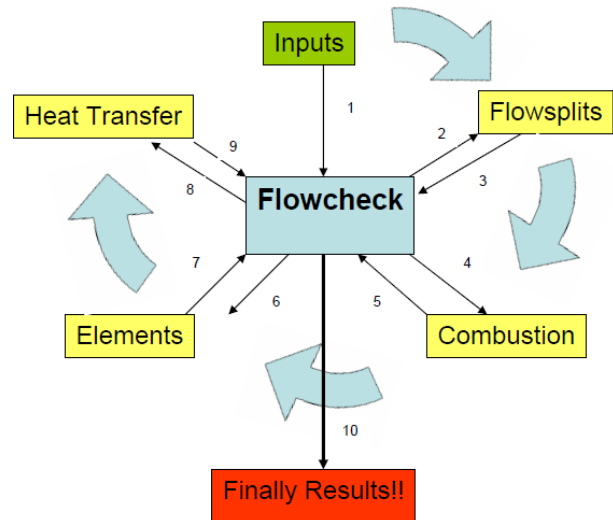 Inputs
1
Heat Transfer
Flowsplits
9
2
8
3
Flowcheck
7
6
5
4
Elements
Combustion
10
Finally Results!!